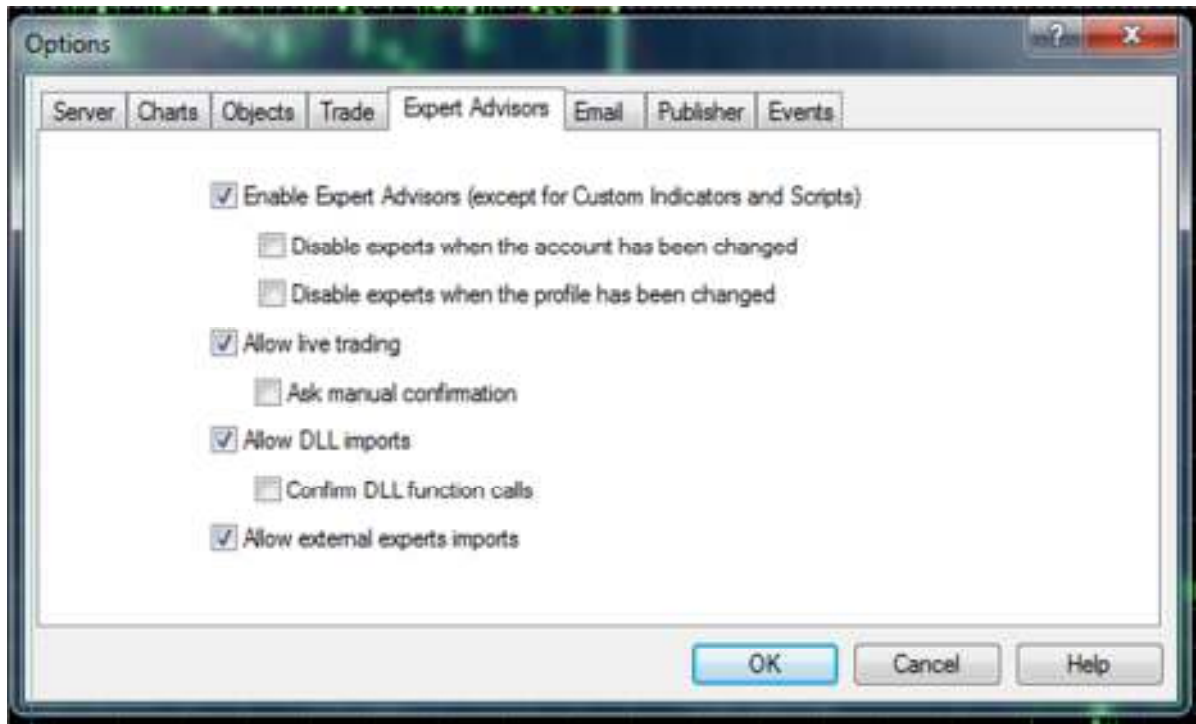 Options
?
X
Server Charts Objects Trade Expert Advisors Email Publisher Events
Enable Expert Advisors (except for Custom Indicators and Scripts)
Disable experts when the account has been changed
Disable experts when the profile has been changed
Allow live trading
Ask manual confirmation
Allow DLL imports
Confirm DLL function calls
Allow external experts imports
OK Cancel Help